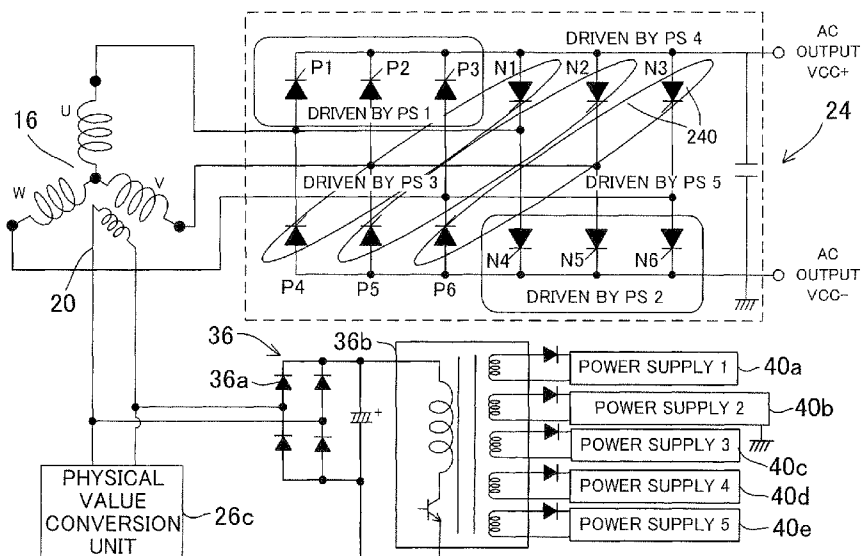 DRIVEN BY PS 4
AC
OUTPUT
VCC+
P1
P2
P3
N1
N2
N3
DRIVEN BY PS 1
U
16
W
V
240
24
DRIVEN BY PS 3
DRIVEN BY PS 5
20
P4
P5
P6
N4
N5
N6
DRIVEN BY PS 2
AC
OUTPUT
VCC-
36
36a
36b
+
POWER SUPPLY 1
40a
POWER SUPPLY 2
40b
POWER SUPPLY 3
40c
POWER SUPPLY 4
40d
POWER SUPPLY 5
40e
PHYSICAL
VALUE
CONVERSION
UNIT
26c